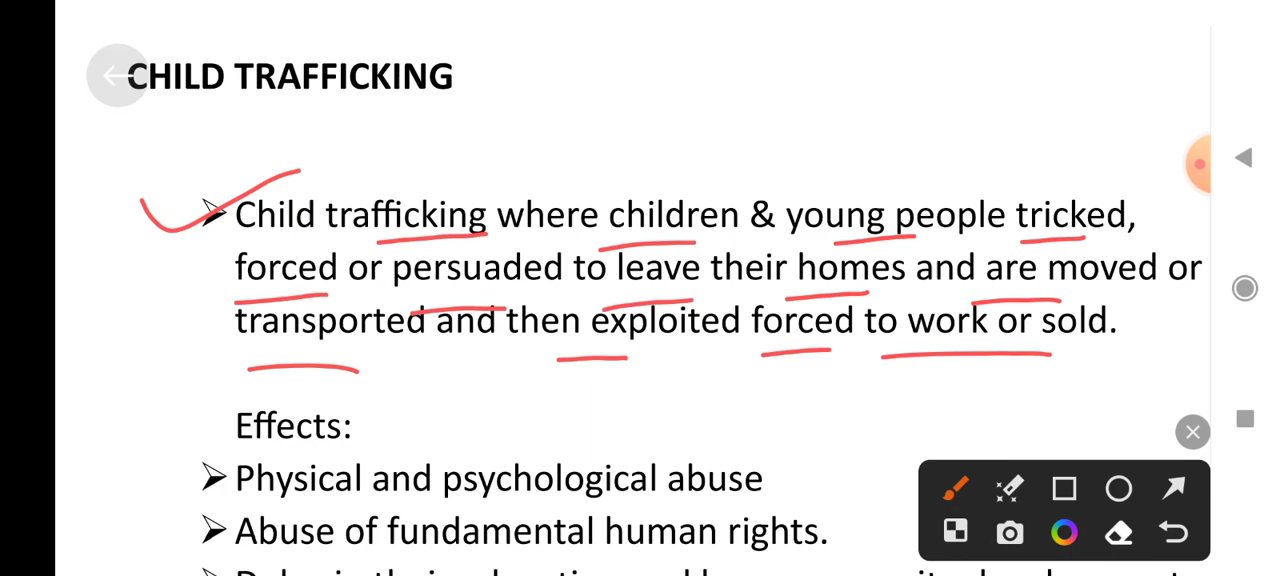 CHILD TRAFFICKING
➢ Child trafficking where children & young people tricked,
forced or persuaded to leave their homes and are moved or
transported and then exploited forced to work or sold.
Effects:
➢ Physical and psychological abuse
➢ Abuse of fundamental human rights.